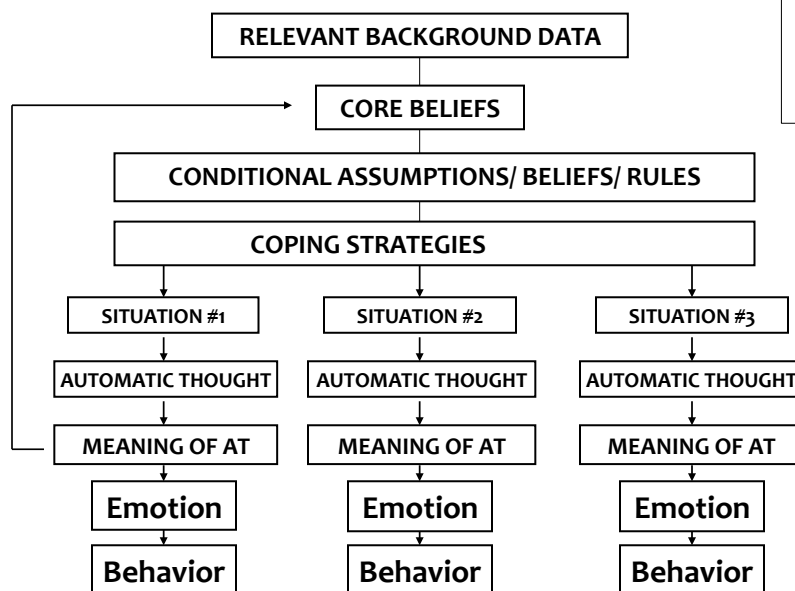 RELEVANT BACKGROUND DATA
CORE BELIEFS
CONDITIONAL ASSUMPTIONS/ BELIEFS/ RULES
COPING STRATEGIES
SITUATION #1
SITUATION #2
SITUATION #3
AUTOMATIC THOUGHT
AUTOMATIC THOUGHT
AUTOMATIC THOUGHT
MEANING OF AT
MEANING OF AT
MEANING OF AT
Emotion
Emotion
Emotion
Behavior
Behavior
Behavior